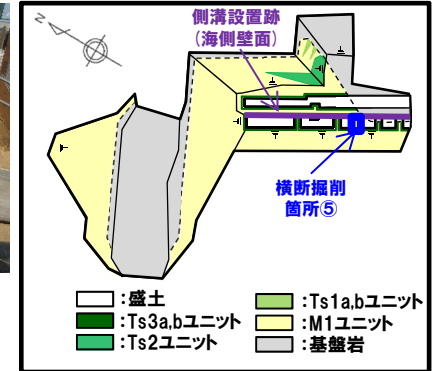 N
側溝設置跡
(海側壁面)
横断掘削
箇所⑤
:盛土
:Ts3a,bユニット
:Ts2ユニット
:Ts1a,bユニット
:M1ユニット
:基盤岩